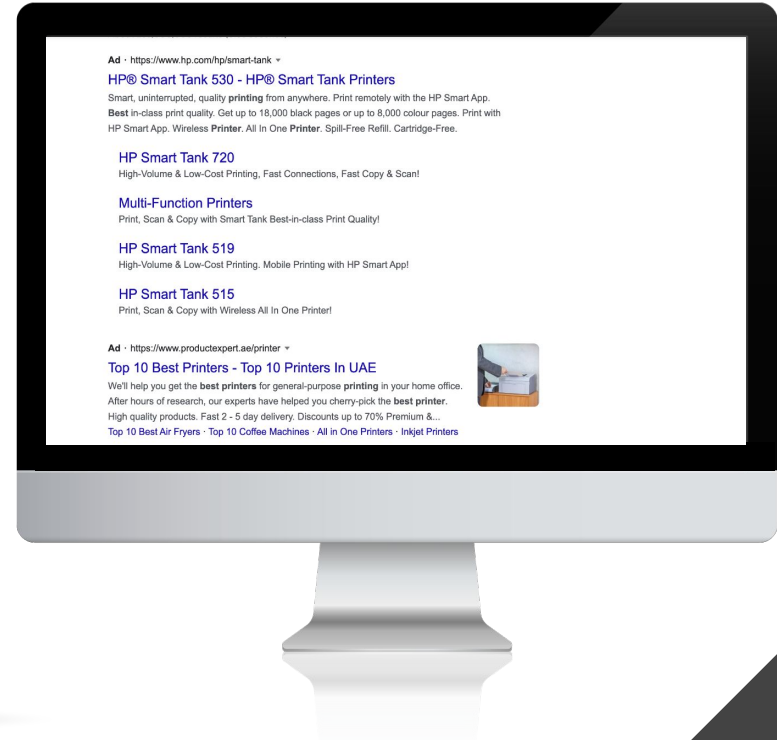 Ad · https://www.hp.com/hp/smart-tank
HP® Smart Tank 530 - HP® Smart Tank Printers
Smart, uninterrupted, quality printing from anywhere. Print remotely with the HP Smart App.
Best in-class print quality. Get up to 18,000 black pages or up to 8,000 colour pages. Print with
HP Smart App. Wireless Printer. All In One Printer. Spill-Free Refill. Cartridge-Free.
HP Smart Tank 720
High-Volume & Low-Cost Printing, Fast Connections, Fast Copy & Scan!
Multi-Function Printers
Print, Scan & Copy with Smart Tank Best-in-class Print Quality!
HP Smart Tank 519
High-Volume & Low-Cost Printing. Mobile Printing with HP Smart App!
HP Smart Tank 515
Print, Scan & Copy with Wireless All In One Printer!
Ad · https://www.productexpert.ae/printer
Top 10 Best Printers - Top 10 Printers In UAE
We'll help you get the best printers for general-purpose printing in your home office.
After hours of research, our experts have helped you cherry-pick the best printer.
High quality products. Fast 2 - 5 day delivery. Discounts up to 70% Premium &...
Top 10 Best Air Fryers · Top 10 Coffee Machines · All in One Printers · Inkjet Printers